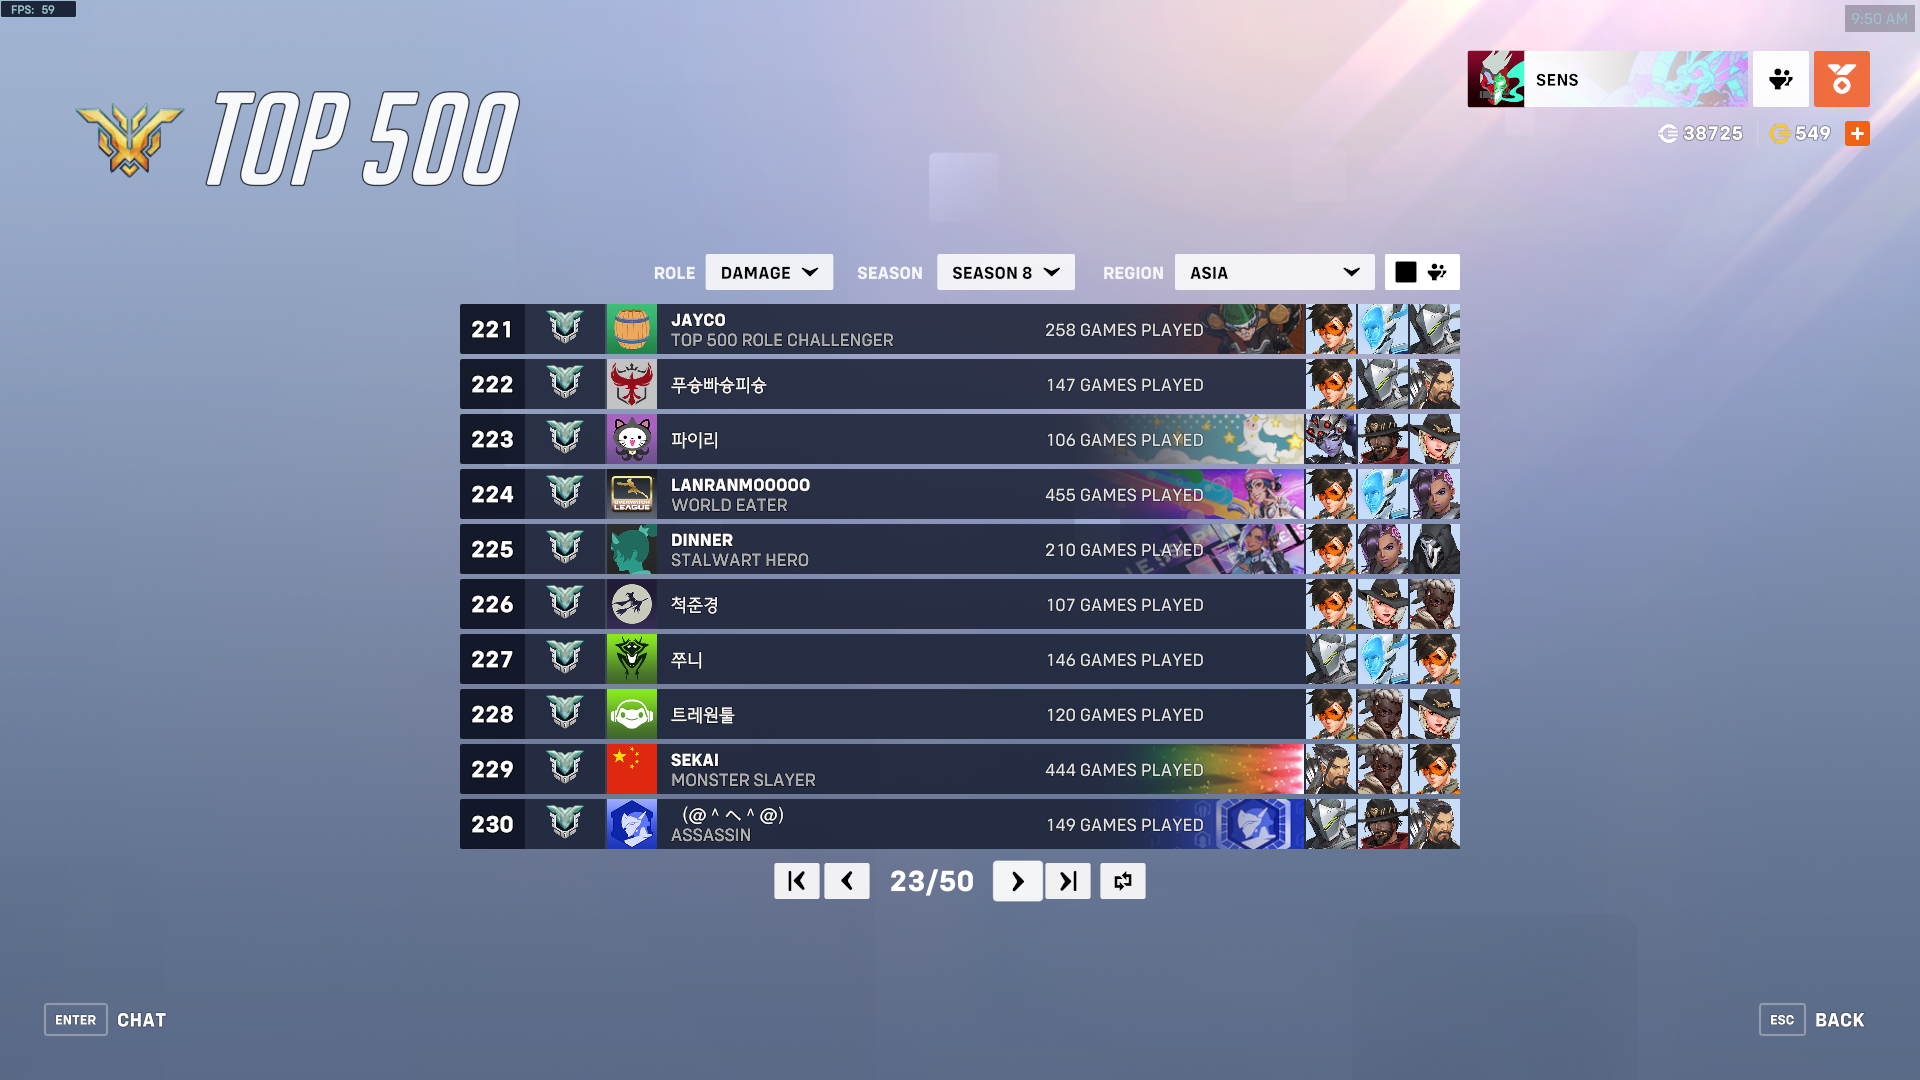 FPS: 59
9:50 AM
TOP 500
SENS
38725
549
ROLE DAMAGE SEASON SEASON 8 REGION ASIA
221 JAYCO 258 GAMES PLAYED
TOP 500 ROLE CHALLENGER
222 푸슝빠슝피슝 147 GAMES PLAYED
223 파이리 106 GAMES PLAYED
224 LANRANMOOOOO 455 GAMES PLAYED
WORLD EATER
225 DINNER 210 GAMES PLAYED
STALWART HERO
226 척준경 107 GAMES PLAYED
227 쭈니 146 GAMES PLAYED
228 트레원툴 120 GAMES PLAYED
229 SEKAI 444 GAMES PLAYED
MONSTER SLAYER
230 (@^へ^@) 149 GAMES PLAYED
ASSASSIN
23/50
ENTER CHAT
ESC BACK